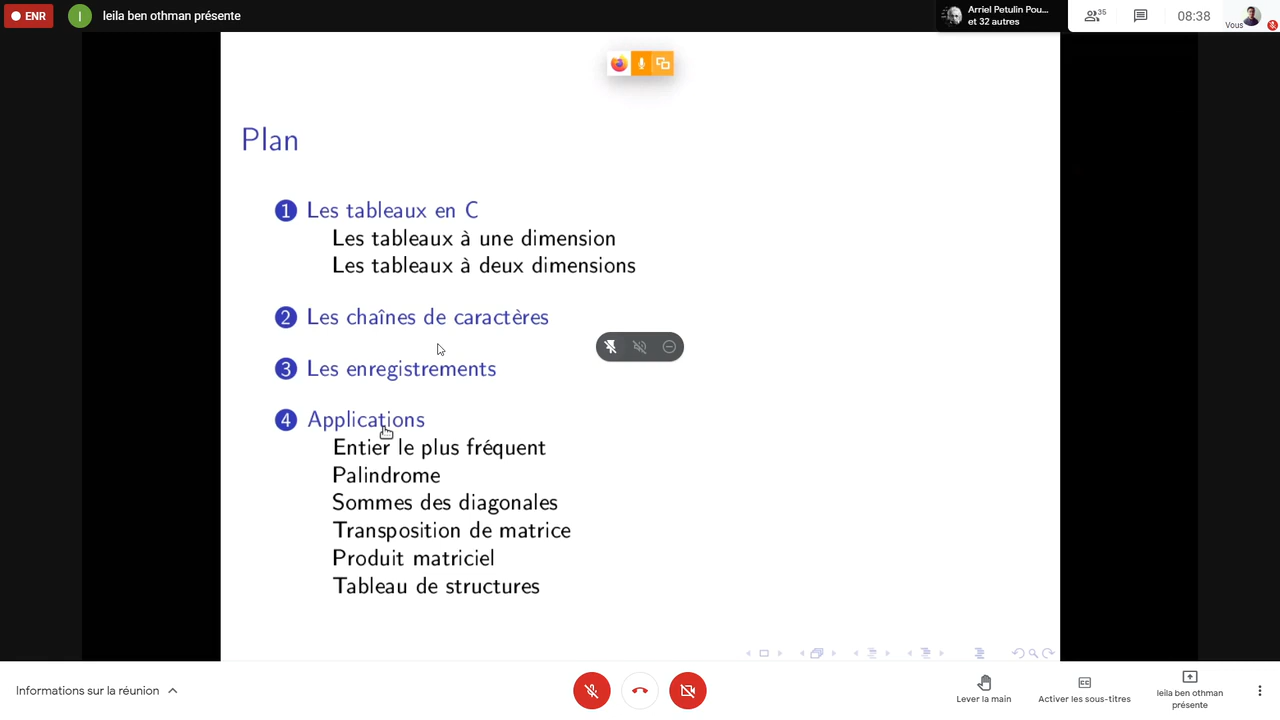 ENR
l
leila ben othman présente
Arriel Petulin Pou...
et 32 autres
35
08:38
Vous
Plan
1 Les tableaux en C
Les tableaux à une dimension
Les tableaux à deux dimensions
2 Les chaînes de caractères
3 Les enregistrements
4 Applications
Entier le plus fréquent
Palindrome
Sommes des diagonales
Transposition de matrice
Produit matriciel
Tableau de structures
Informations sur la réunion
Lever la main
Activer les sous-titres
leila ben othman
présente